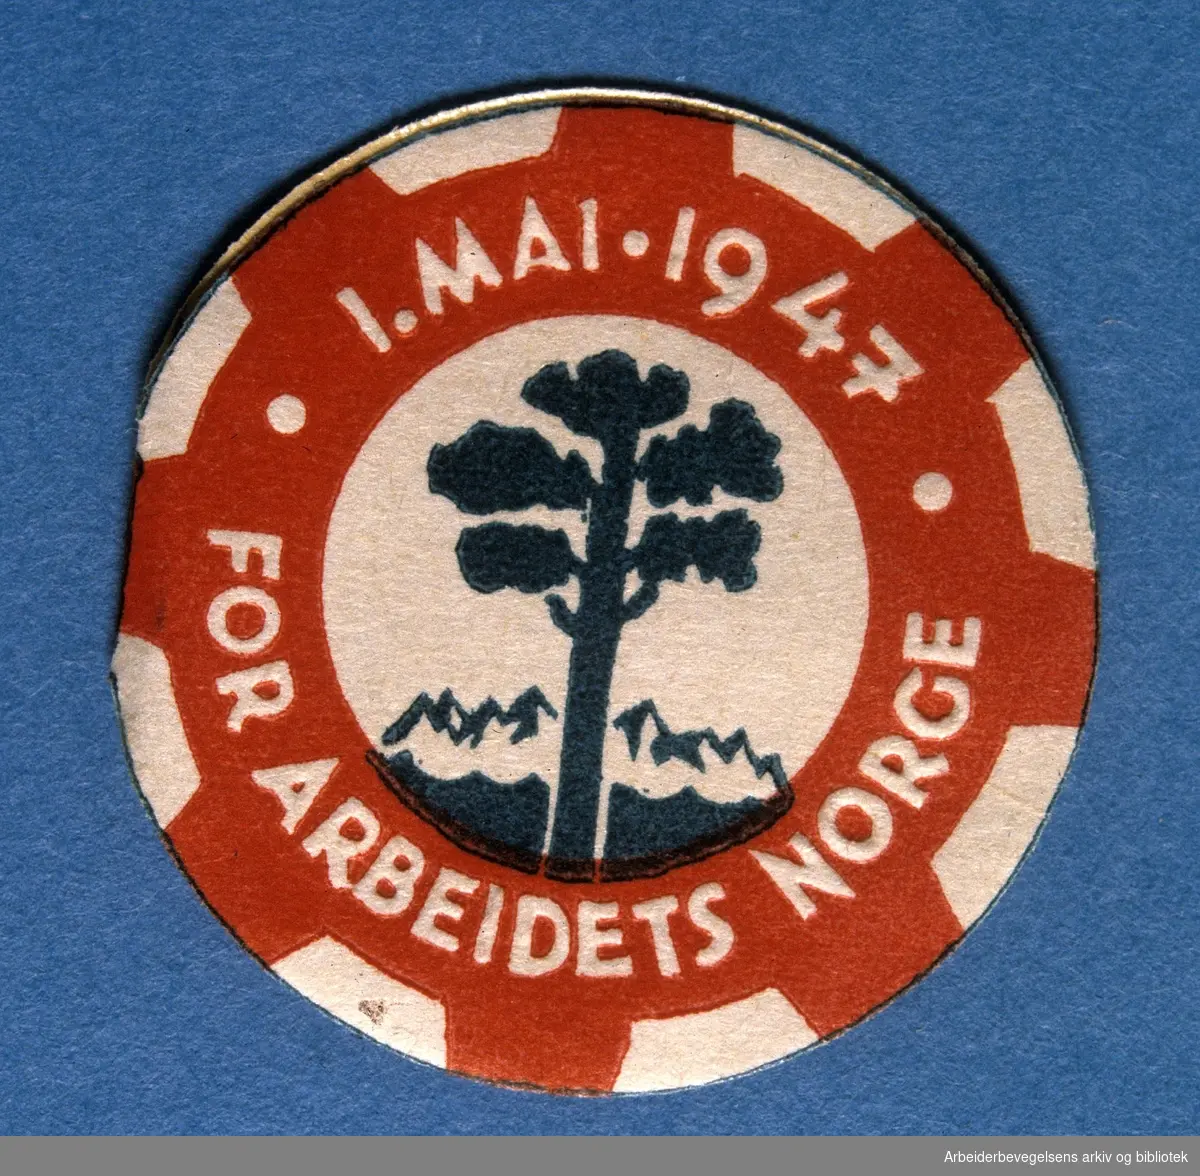 1. MAI • 1947
FOR ARBEIDETS NORGE
Arbeiderbevegelsens arkiv og bibliotek